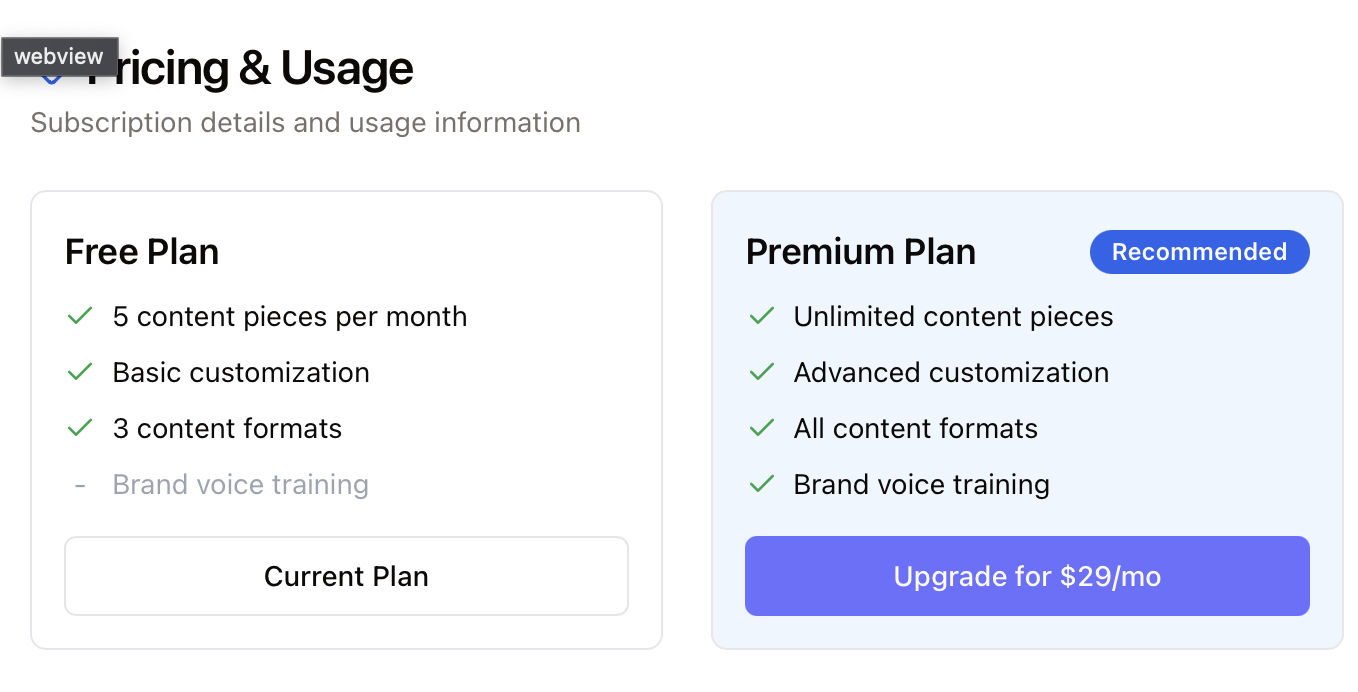 webview
Pricing & Usage
Subscription details and usage information
Free Plan
5 content pieces per month
Basic customization
3 content formats
- Brand voice training
Current Plan
Premium Plan
Recommended
Unlimited content pieces
Advanced customization
All content formats
Brand voice training
Upgrade for $29/mo